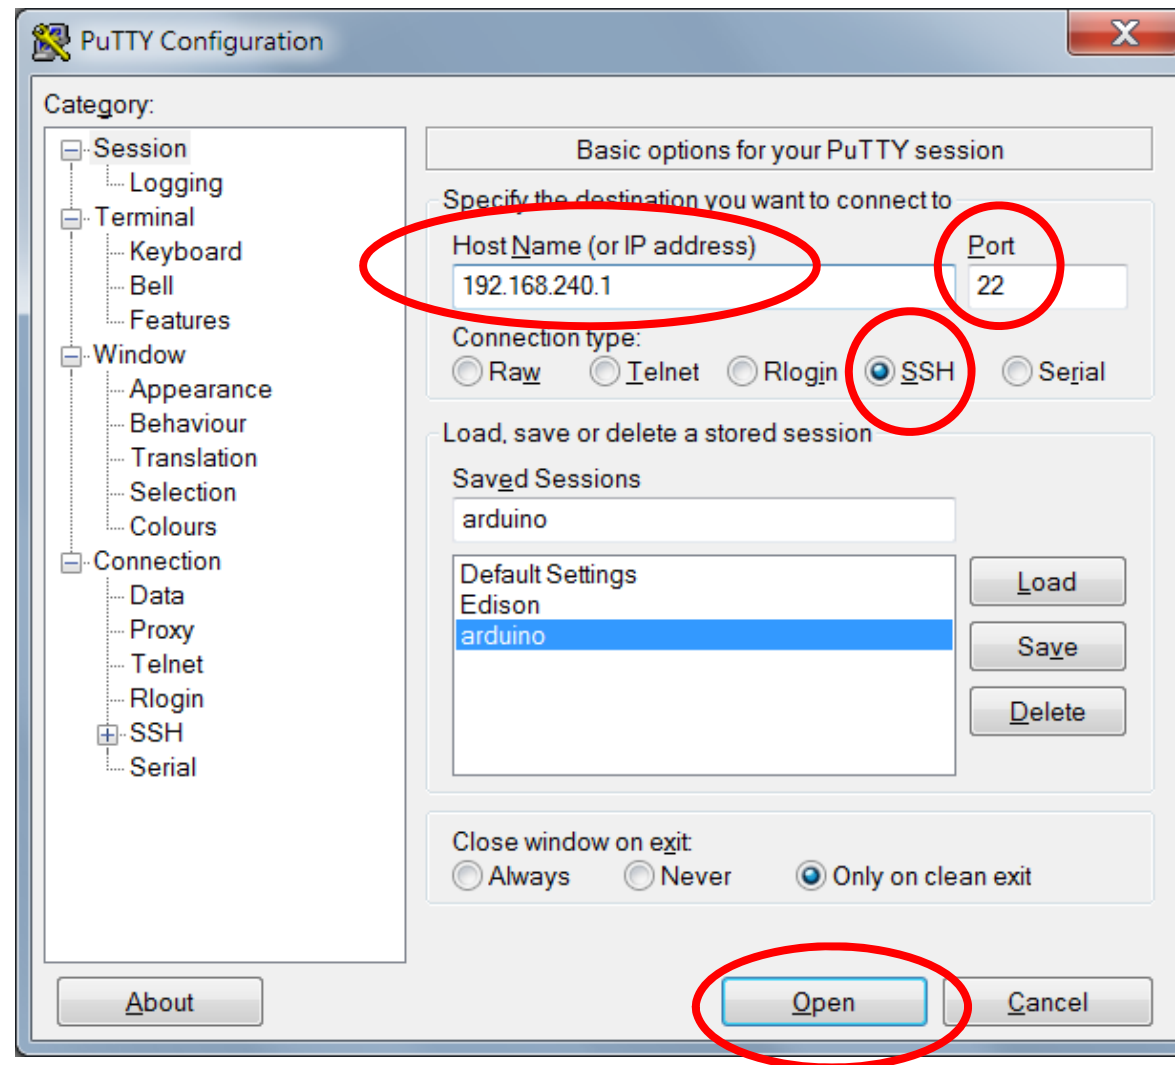 PuTTY Configuration
X
Category:
Session
Logging
Terminal
Keyboard
Bell
Features
Window
Appearance
Behaviour
Translation
Selection
Colours
Connection
Data
Proxy
Telnet
Rlogin
SSH
Serial
Basic options for your PuTTY session
Specify the destination you want to connect to
Host Name (or IP address) Port
192.168.240.1 22
Connection type:
Raw Telnet Rlogin SSH Serial
Load, save or delete a stored session
Saved Sessions
arduino
Default Settings
Edison
arduino
Load
Save
Delete
Close window on exit:
Always Never Only on clean exit
About Open Cancel